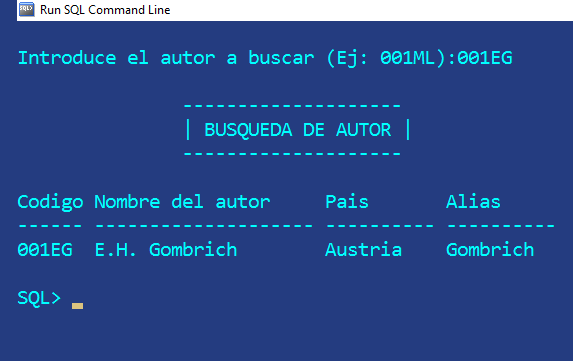 SQL> Run SQL Command Line
Introduce el autor a buscar (Ej: 001ML):001EG
--------------------
| BUSQUEDA DE AUTOR |
--------------------
Codigo Nombre del autor     Pais       Alias
------ -------------------- ---------- ----------
001EG  E.H. Gombrich        Austria    Gombrich
SQL>